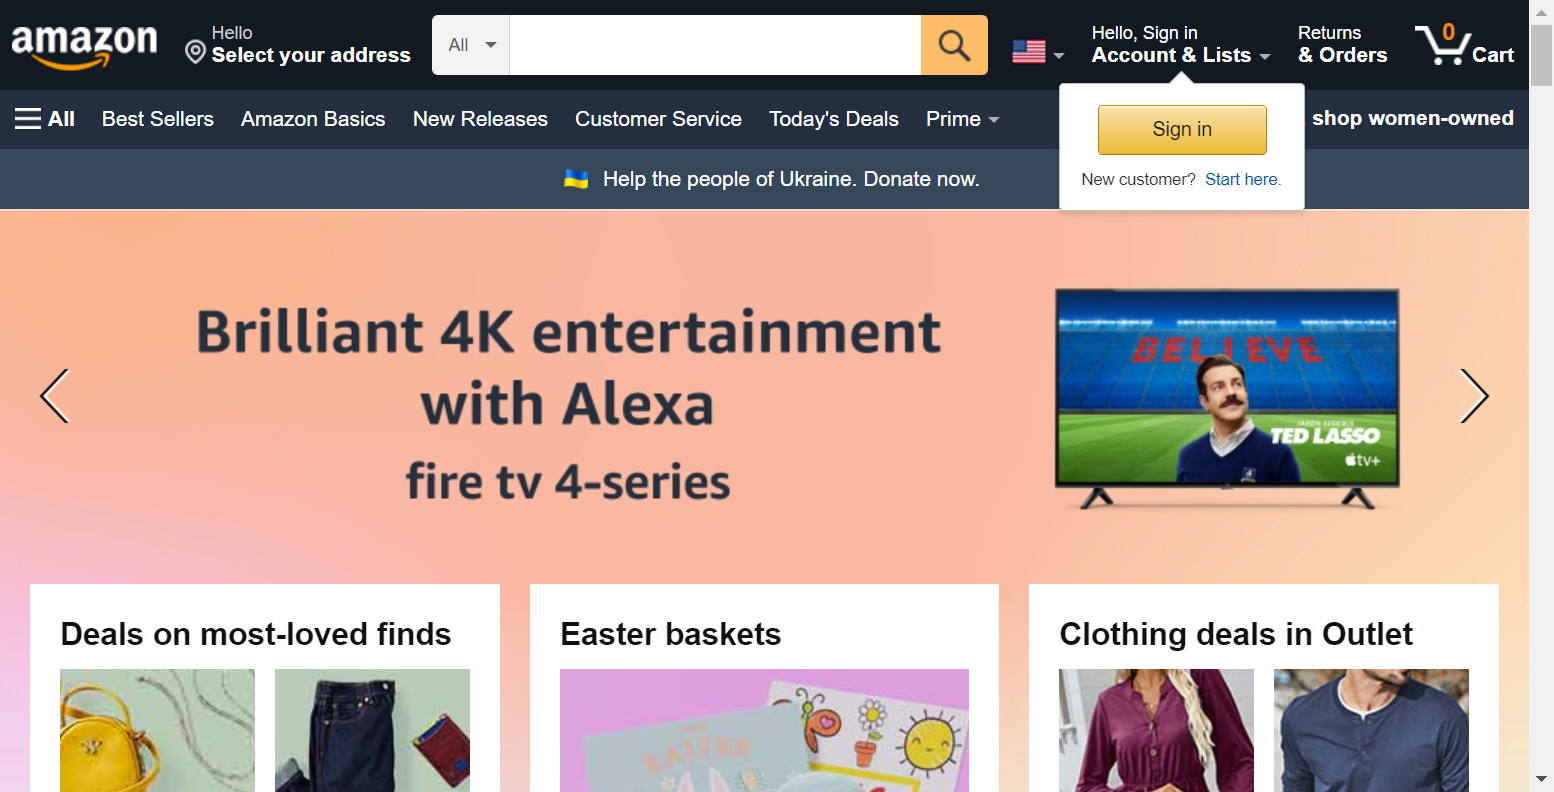 amazon
Hello
Select your address
All
Hello, Sign in
Account & Lists
Returns
& Orders
0
Cart
All
Best Sellers
Amazon Basics
New Releases
Customer Service
Today's Deals
Prime
shop women-owned
Sign in
New customer? Start here.
Help the people of Ukraine. Donate now.
Brilliant 4K entertainment
with Alexa
fire tv 4-series
BELIEVE
JASON SUDEIKIS
TED LASSO
tv+
Deals on most-loved finds
Easter baskets
Clothing deals in Outlet
EASTER